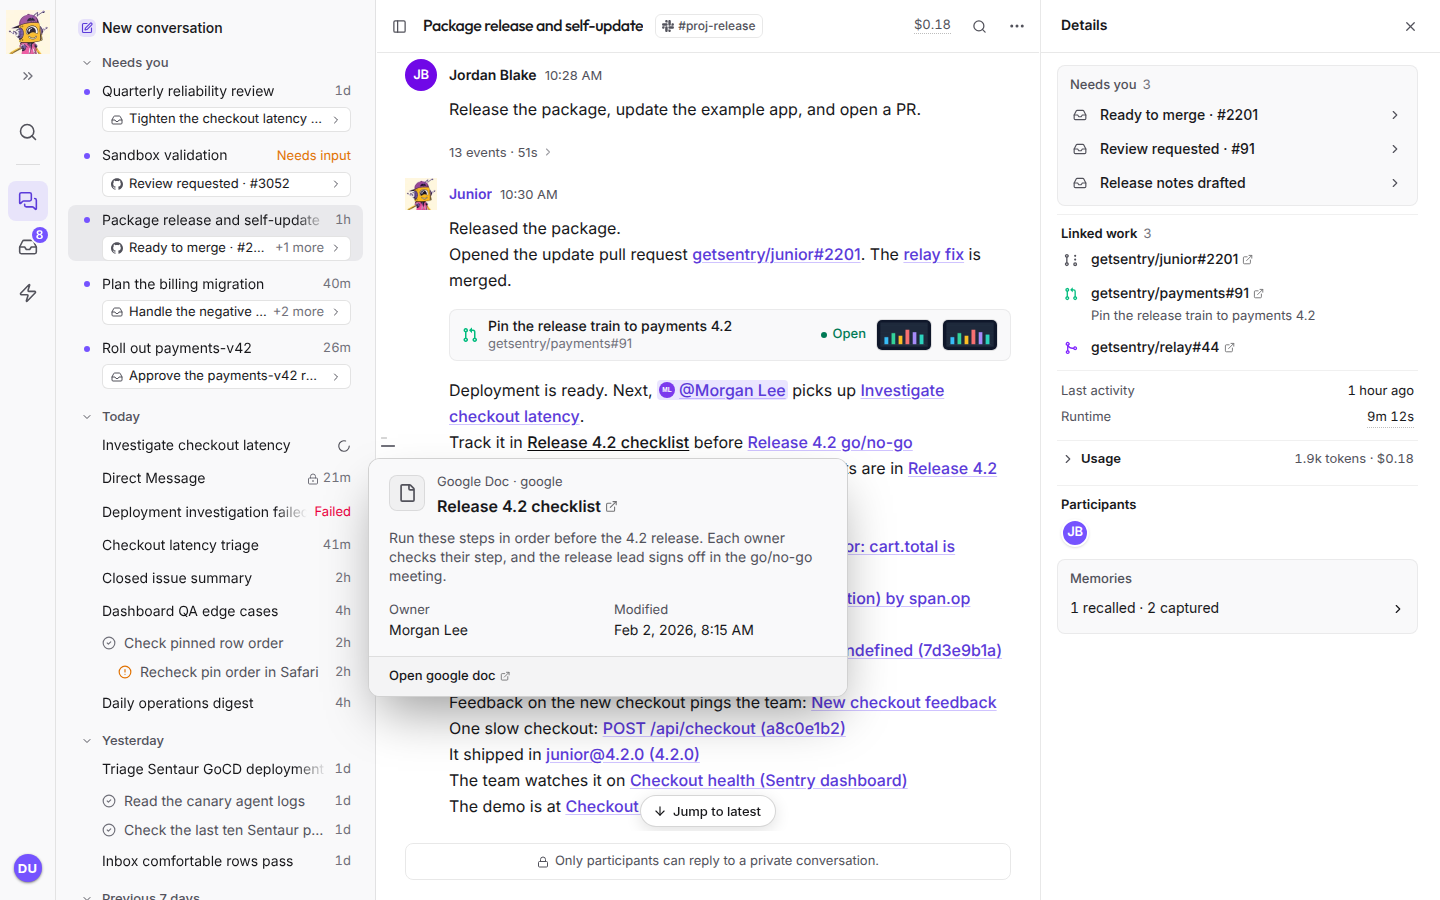 New conversation
Needs you
Quarterly reliability review 1d
Tighten the checkout latency ...
Sandbox validation Needs input
Review requested · #3052
Package release and self-update 1h
Ready to merge · #2... +1 more
Plan the billing migration 40m
Handle the negative ... +2 more
Roll out payments-v42 26m
Approve the payments-v42 r...
Today
Investigate checkout latency
Direct Message 21m
Deployment investigation failed Failed
Checkout latency triage 41m
Closed issue summary 2h
Dashboard QA edge cases 4h
Check pinned row order 2h
Recheck pin order in Safari 2h
Daily operations digest 4h
Yesterday
Triage Sentaur GoCD deployment 1d
Read the canary agent logs 1d
Check the last ten Sentaur p... 1d
Inbox comfortable rows pass 1d
Previous 7 days
8
DU
Package release and self-update #proj-release $0.18
JB Jordan Blake 10:28 AM
Release the package, update the example app, and open a PR.
13 events · 51s
Junior 10:30 AM
Released the package.
Opened the update pull request getsentry/junior#2201. The relay fix is
merged.
Pin the release train to payments 4.2
getsentry/payments#91
Open
Deployment is ready. Next, ML @Morgan Lee picks up Investigate
checkout latency.
Track it in Release 4.2 checklist before Release 4.2 go/no-go
ts are in Release 4.2
or: cart.total is
tion) by span.op
ndefined (7d3e9b1a)
Google Doc · google
Release 4.2 checklist
Run these steps in order before the 4.2 release. Each owner
checks their step, and the release lead signs off in the go/no-go
meeting.
Owner Modified
Morgan Lee Feb 2, 2026, 8:15 AM
Open google doc
Feedback on the new checkout pings the team: New checkout feedback
One slow checkout: POST /api/checkout (a8c0e1b2)
It shipped in junior@4.2.0 (4.2.0)
The team watches it on Checkout health (Sentry dashboard)
The demo is at Checkout
Jump to latest
Only participants can reply to a private conversation.
Details
Needs you 3
Ready to merge · #2201
Review requested · #91
Release notes drafted
Linked work 3
getsentry/junior#2201
getsentry/payments#91
Pin the release train to payments 4.2
getsentry/relay#44
Last activity 1 hour ago
Runtime 9m 12s
Usage 1.9k tokens · $0.18
Participants
JB
Memories
1 recalled · 2 captured